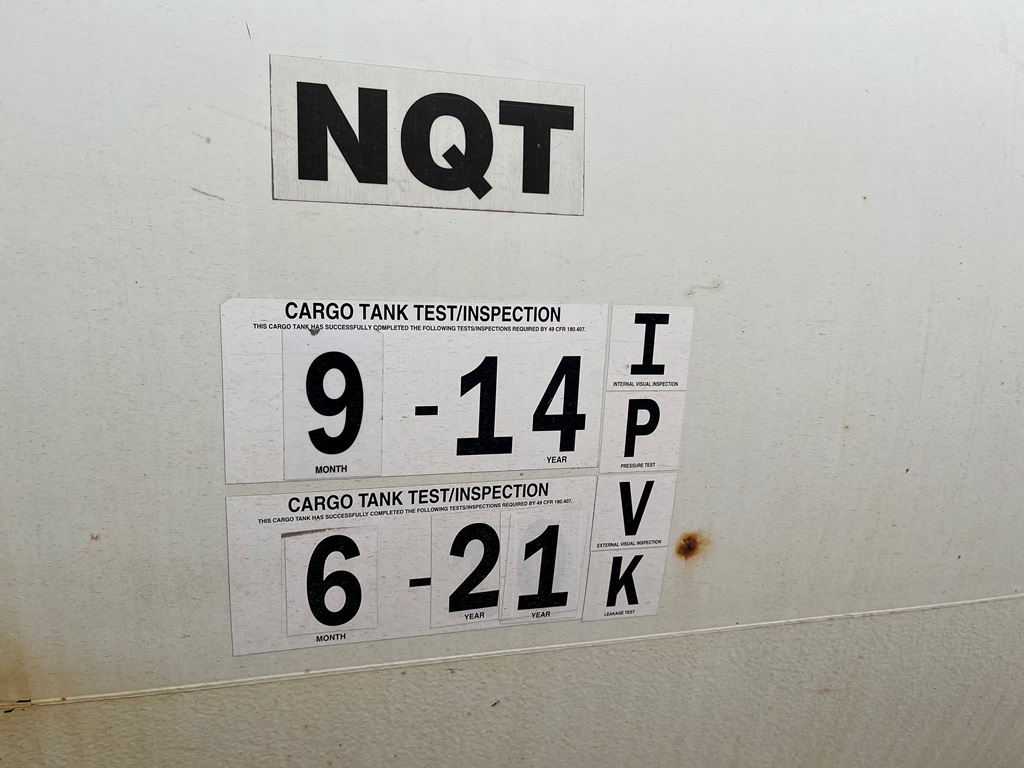 NQT
CARGO TANK TEST/INSPECTION
THIS CARGO TANK HAS SUCCESSFULLY COMPLETED THE FOLLOWING TESTS/INSPECTIONS REQUIRED BY 49 CFR 180.407.
9 -14
MONTH YEAR
I
INTERNAL VISUAL INSPECTION
P
PRESSURE TEST
CARGO TANK TEST/INSPECTION
THIS CARGO TANK HAS SUCCESSFULLY COMPLETED THE FOLLOWING TESTS/INSPECTIONS REQUIRED BY 49 CFR 180.407.
6 -21
MONTH YEAR YEAR
V
EXTERNAL VISUAL INSPECTION
K
LEAKAGE TEST